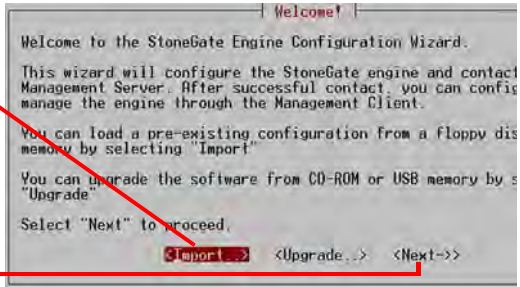 Welcome!
Welcome to the StoneGate Engine Configuration Wizard.
This wizard will configure the StoneGate engine and contact
Management Server. After successful contact, you can config
manage the engine through the Management Client.
You can load a pre-existing configuration from a floppy dis
memory by selecting "Import"
You can upgrade the software from CD-ROM or USB memory by s
"Upgrade"
Select "Next" to proceed.
<Import..> <Upgrade..> <Next->>